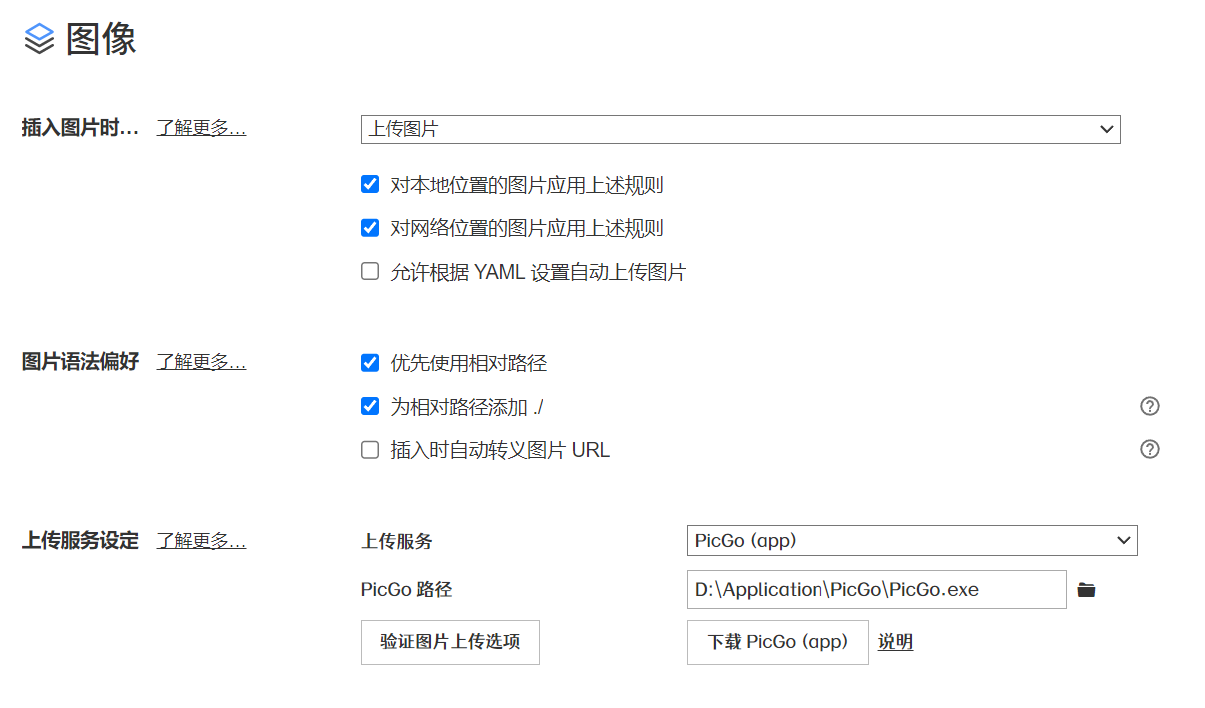 图像
插入图片时... 了解更多... 上传图片
对本地位置的图片应用上述规则
对网络位置的图片应用上述规则
允许根据 YAML 设置自动上传图片
图片语法偏好 了解更多... 优先使用相对路径
为相对路径添加 ./
插入时自动转义图片 URL
上传服务设定 了解更多... 上传服务 PicGo (app)
PicGo 路径 D:\Application\PicGo\PicGo.exe
验证图片上传选项 下载 PicGo (app) 说明